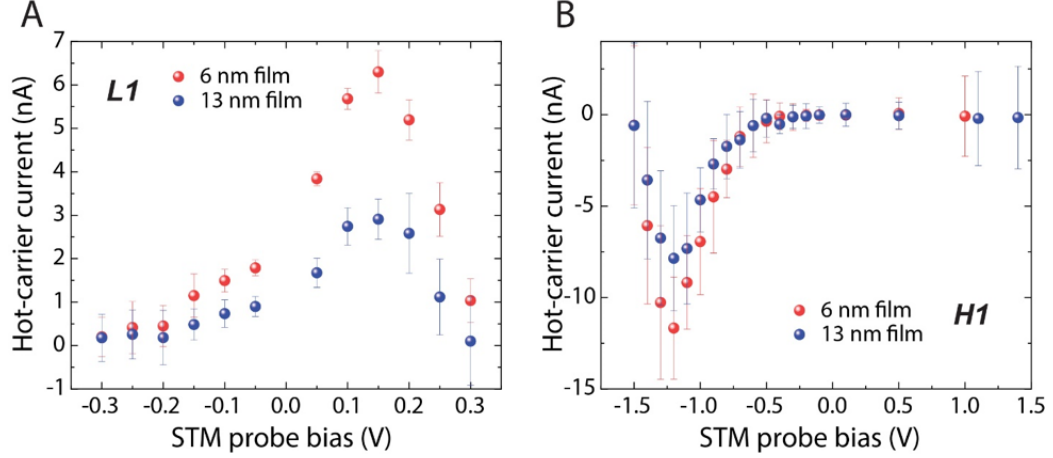 A
Hot-carrier current (nA)
7
6
5
4
3
2
1
0
-1
L1
6 nm film
13 nm film
-0.3 -0.2 -0.1 0.0 0.1 0.2 0.3
STM probe bias (V)
B
Hot-carrier current (nA)
0
-5
-10
-15
6 nm film
13 nm film
H1
-1.5 -1.0 -0.5 0.0 0.5 1.0 1.5
STM probe bias (V)